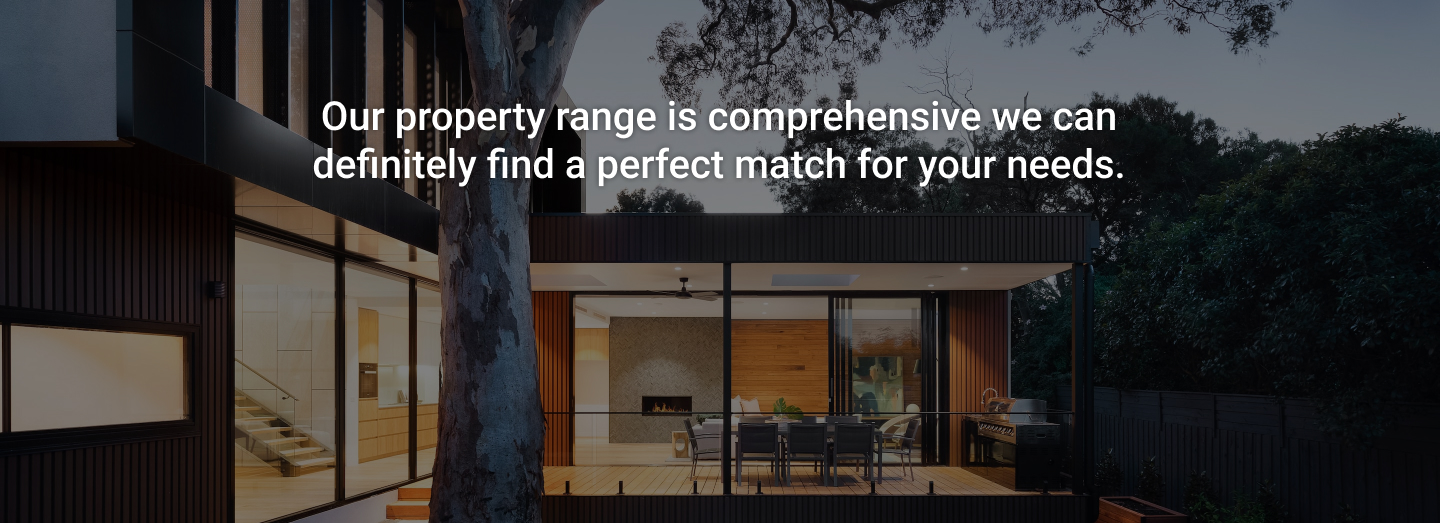 Our property range is comprehensive we can
definitely find a perfect match for your needs.